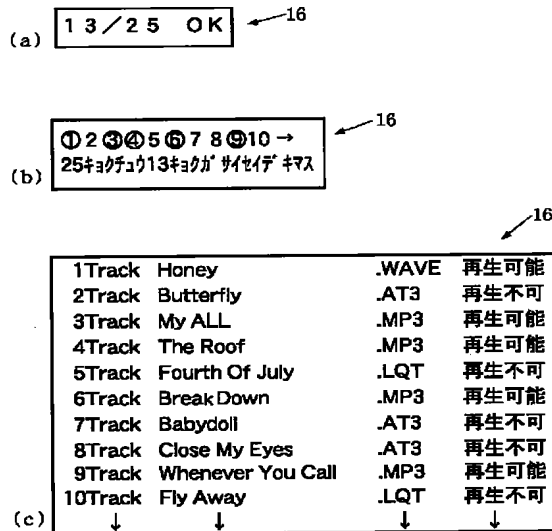 (a) 13/25 OK 16
16
(b) ①2③④5⑥7 8⑨10→
25キョクチュウ13キョクガ サイセイデキマス
16
1Track Honey .WAVE 再生可能
2Track Butterfly .AT3 再生不可
3Track My ALL .MP3 再生可能
4Track The Roof .MP3 再生可能
5Track Fourth Of July .LQT 再生不可
6Track Break Down .MP3 再生可能
7Track Babydoll .AT3 再生不可
8Track Close My Eyes .AT3 再生不可
9Track Whenever You Call .MP3 再生可能
10Track Fly Away .LQT 再生不可
(c) ↓ ↓ ↓ ↓